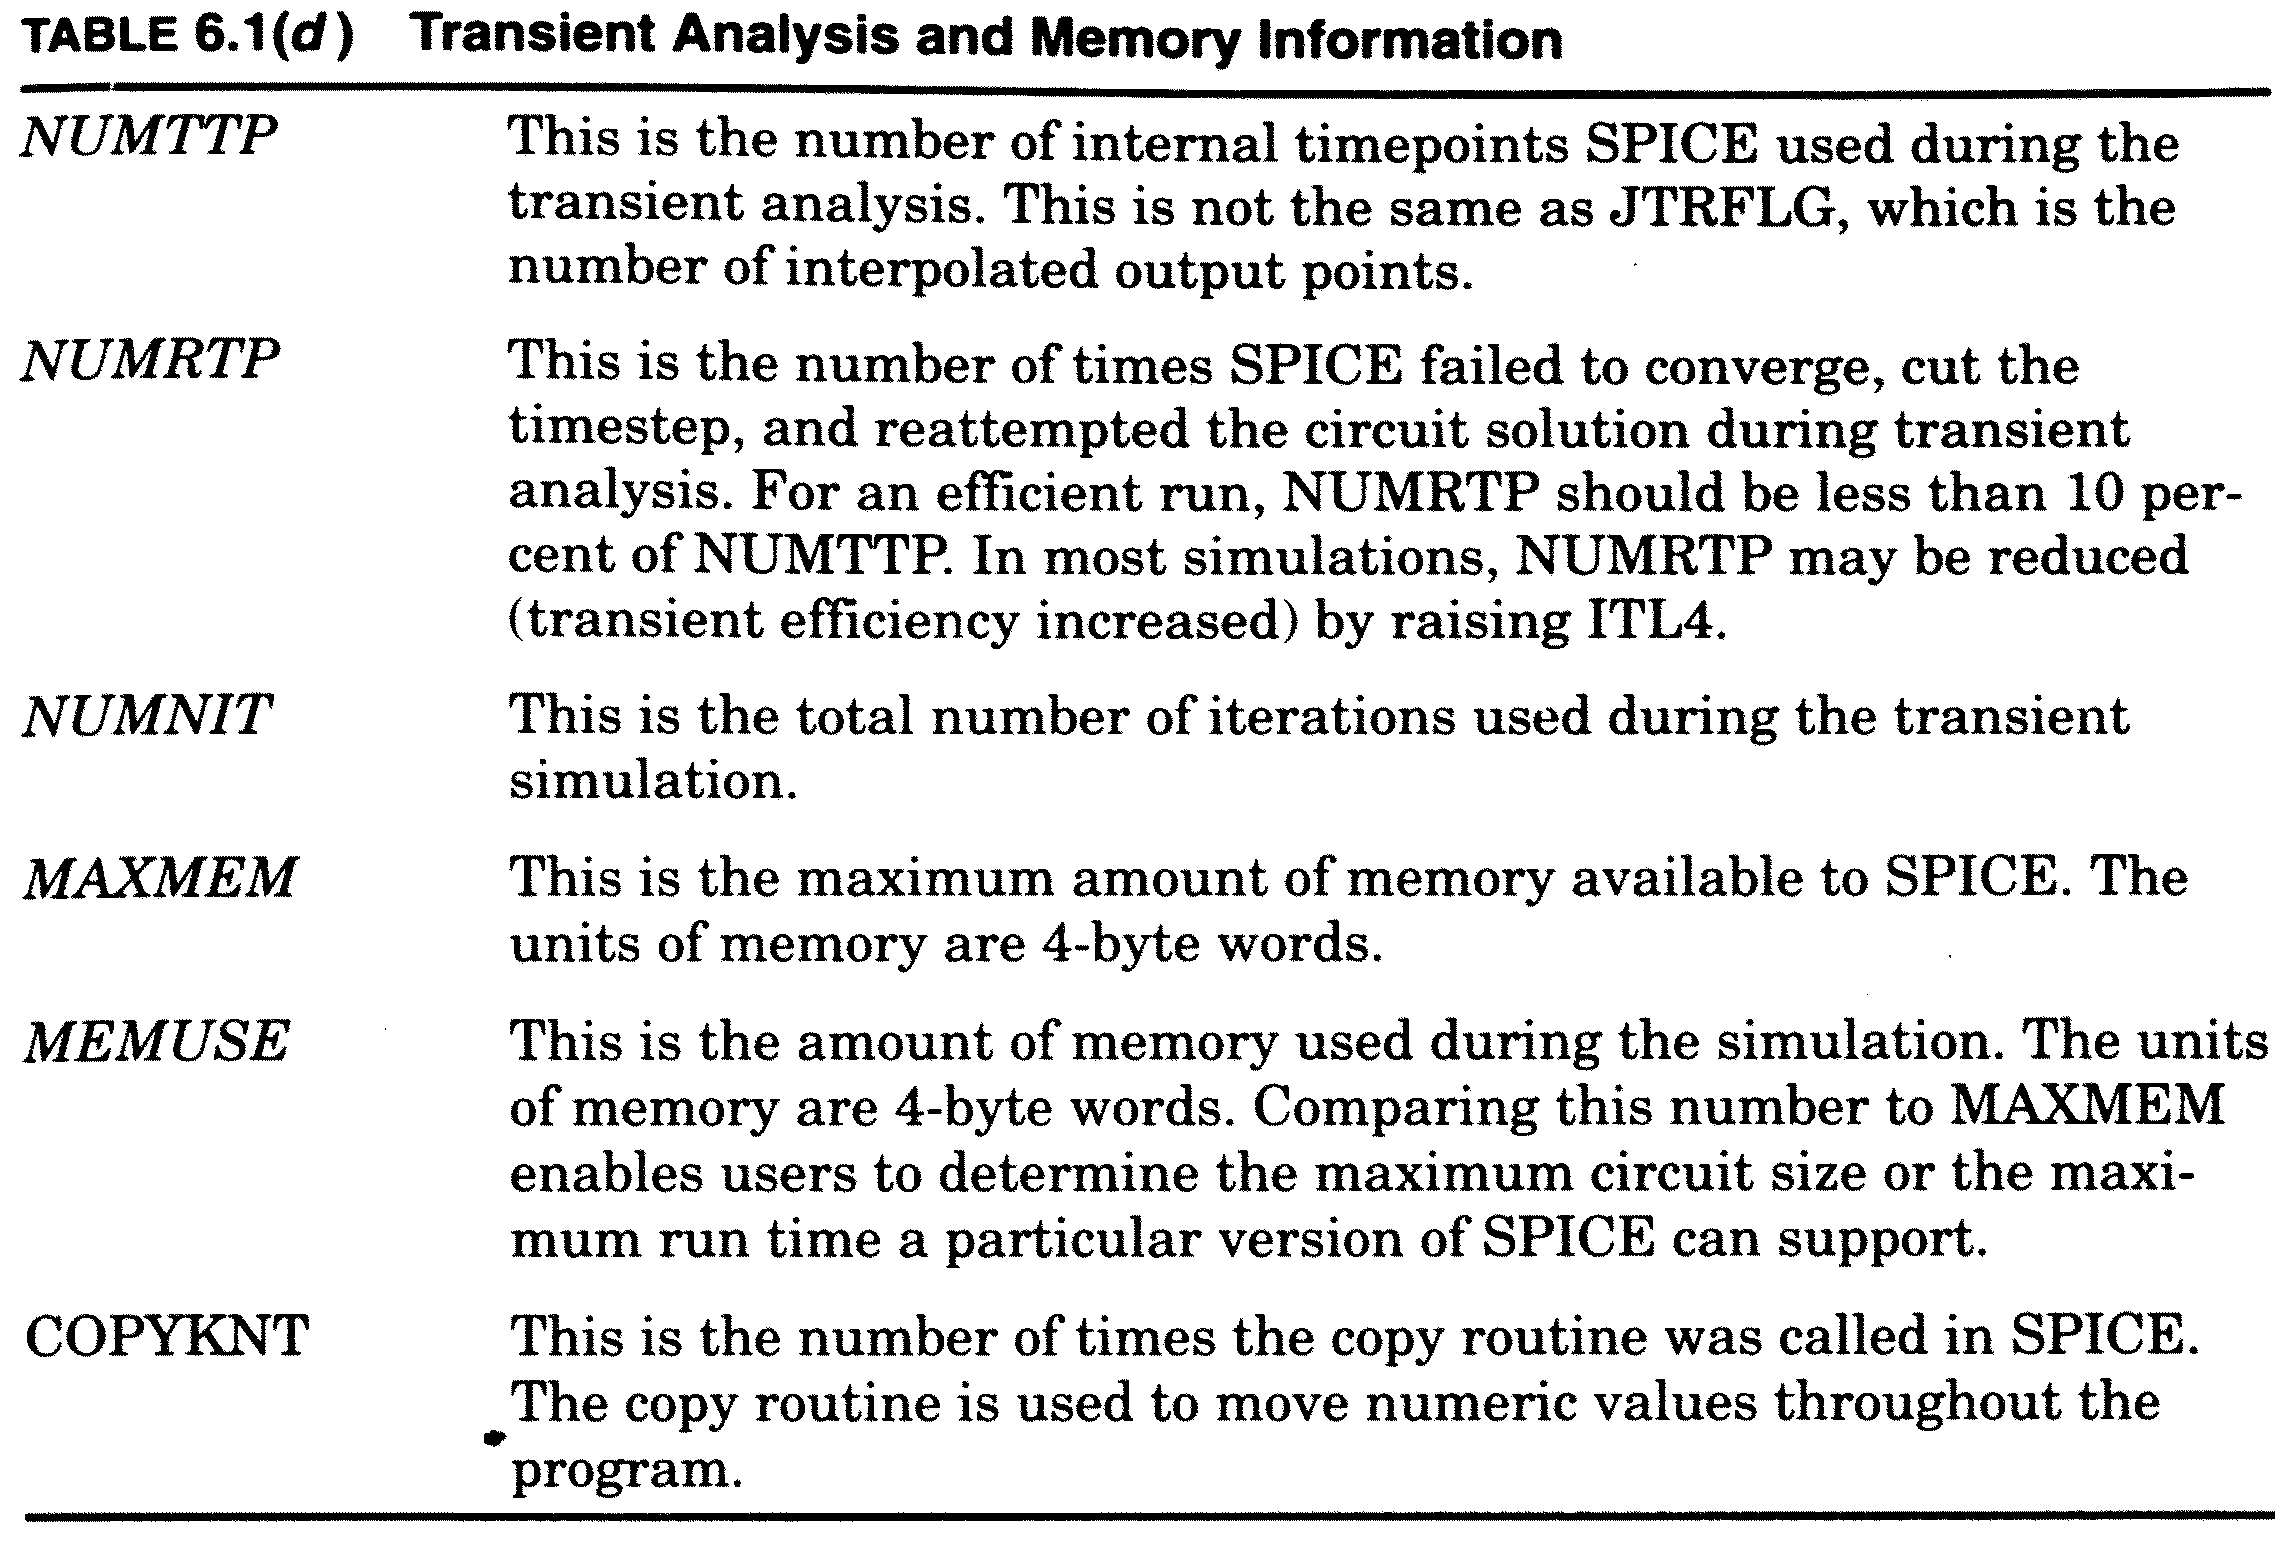 TABLE 6.1(d) Transient Analysis and Memory Information
NUMTTP This is the number of internal timepoints SPICE used during the
transient analysis. This is not the same as JTRFLG, which is the
number of interpolated output points.
NUMRTP This is the number of times SPICE failed to converge, cut the
timestep, and reattempted the circuit solution during transient
analysis. For an efficient run, NUMRTP should be less than 10 per-
cent of NUMTTP. In most simulations, NUMRTP may be reduced
(transient efficiency increased) by raising ITL4.
NUMNIT This is the total number of iterations used during the transient
simulation.
MAXMEM This is the maximum amount of memory available to SPICE. The
units of memory are 4-byte words.
MEMUSE This is the amount of memory used during the simulation. The units
of memory are 4-byte words. Comparing this number to MAXMEM
enables users to determine the maximum circuit size or the maxi-
mum run time a particular version of SPICE can support.
COPYKNT This is the number of times the copy routine was called in SPICE.
The copy routine is used to move numeric values throughout the
program.